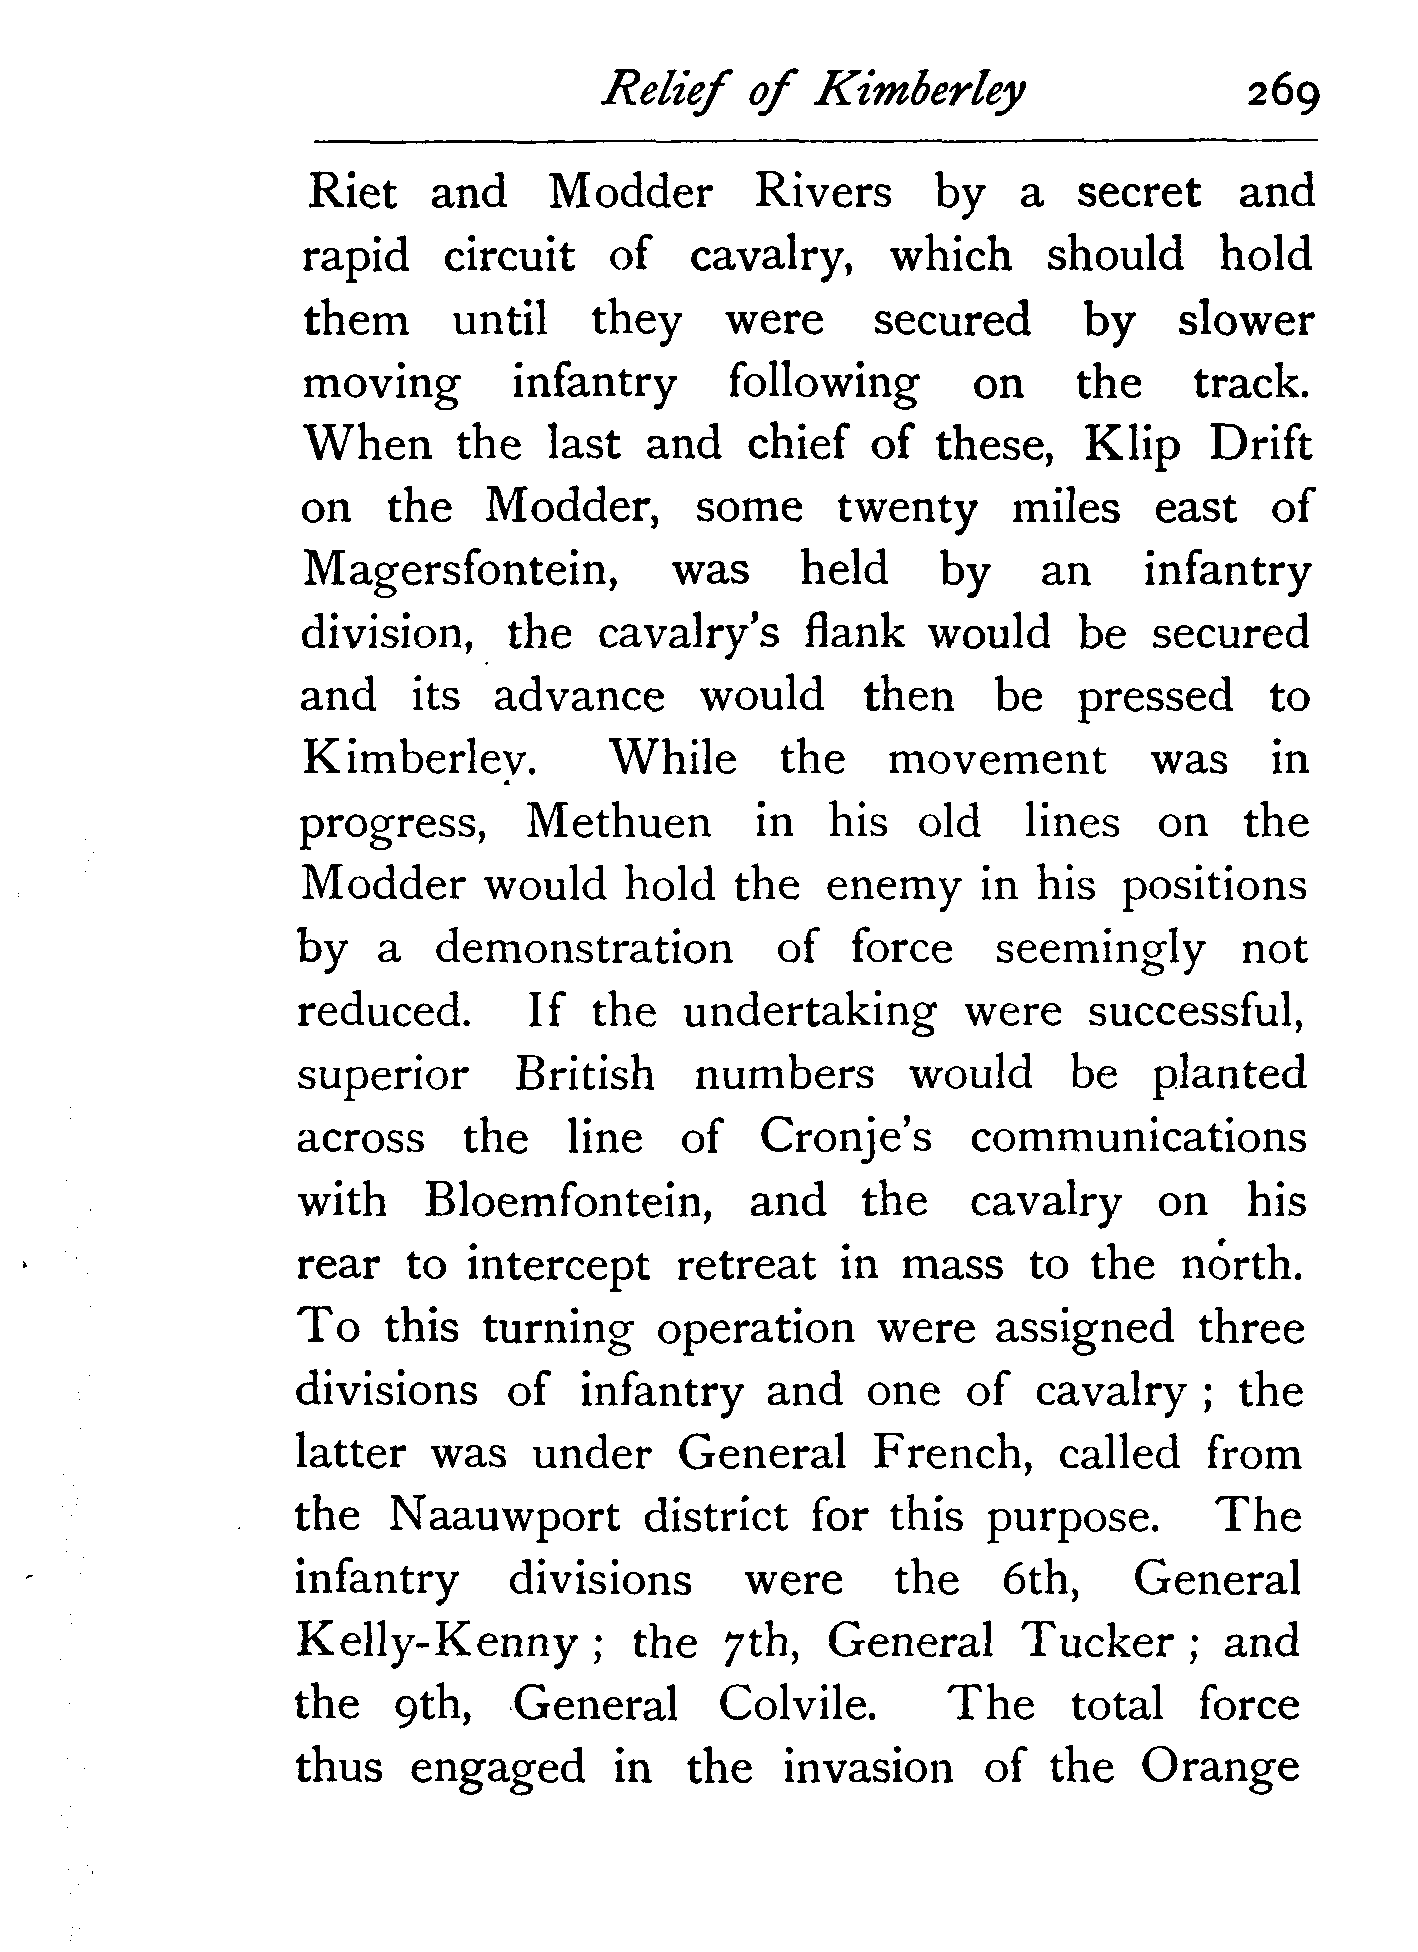 Relief of Kimberley 269
Riet and Modder Rivers by a secret and
rapid circuit of cavalry, which should hold
them until they were secured by slower
moving infantry following on the track.
When the last and chief of these, Klip Drift
on the Modder, some twenty miles east of
Magersfontein, was held by an infantry
division, the cavalry's flank would be secured
and its advance would then be pressed to
Kimberley. While the movement was in
progress, Methuen in his old lines on the
Modder would hold the enemy in his positions
by a demonstration of force seemingly not
reduced. If the undertaking were successful,
superior British numbers would be planted
across the line of Cronje's communications
with Bloemfontein, and the cavalry on his
rear to intercept retreat in mass to the north.
To this turning operation were assigned three
divisions of infantry and one of cavalry ; the
latter was under General French, called from
the Naauwport district for this purpose. The
infantry divisions were the 6th, General
Kelly-Kenny ; the 7th, General Tucker ; and
the 9th, General Colvile. The total force
thus engaged in the invasion of the Orange